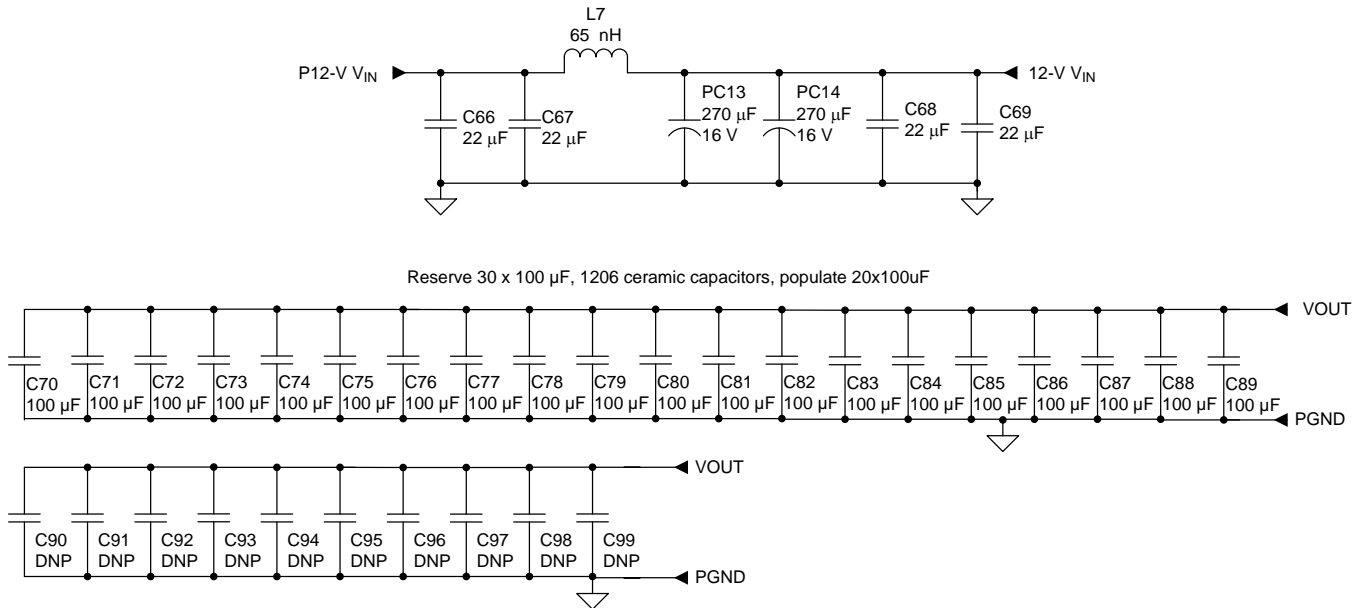 L7
65 nH
P12-V VIN
12-V VIN
C66
22 μF
C67
22 μF
PC13
270 μF
16 V
PC14
270 μF
16 V
C68
22 μF
C69
22 μF
Reserve 30 x 100 µF, 1206 ceramic capacitors, populate 20x100uF
VOUT
C70 C71 C72 C73 C74 C75 C76 C77 C78 C79 C80 C81 C82 C83 C84 C85 C86 C87 C88 C89
100 µF 100 µF 100 µF 100 µF 100 µF 100 µF 100 µF 100 µF 100 µF 100 µF 100 µF 100 µF 100 µF 100 µF 100 µF 100 µF 100 µF 100 µF 100 µF 100 µF
PGND
VOUT
C90 C91 C92 C93 C94 C95 C96 C97 C98 C99
DNP DNP DNP DNP DNP DNP DNP DNP DNP DNP
PGND